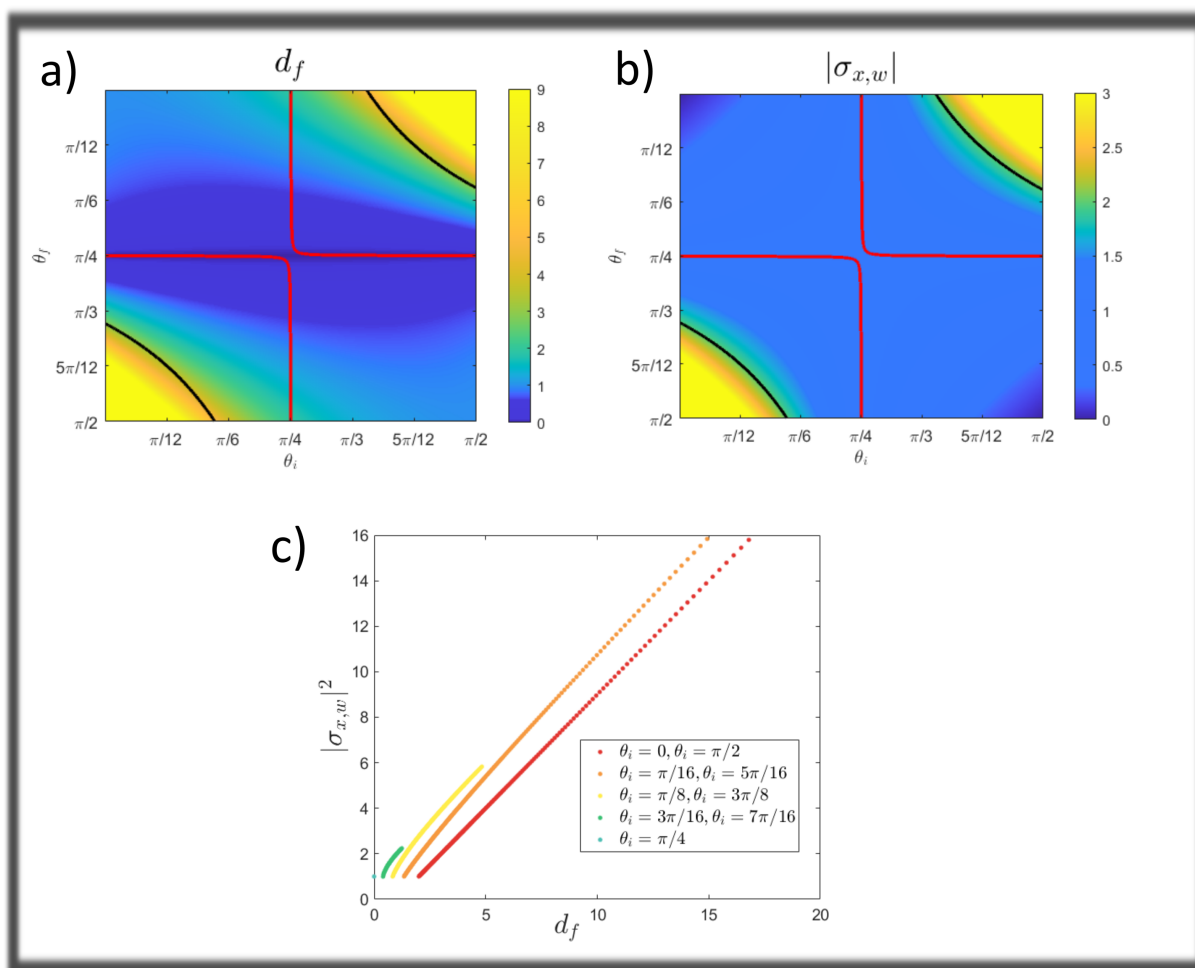 a)
d_f
b)
|σ_{x,w}|
9
8
7
6
5
4
3
2
1
0
π/12
π/6
π/4
π/3
5π/12
π/2
θ_f
π/12
π/6
π/4
π/3
5π/12
π/2
θ_i
3
2.5
2
1.5
1
0.5
0
π/12
π/6
π/4
π/3
5π/12
π/2
θ_f
π/12
π/6
π/4
π/3
5π/12
π/2
θ_i
c)
|σ_{x,w}|²
16
14
12
10
8
6
4
2
0
θ_i = 0, θ_i = π/2
θ_i = π/16, θ_i = 5π/16
θ_i = π/8, θ_i = 3π/8
θ_i = 3π/16, θ_i = 7π/16
θ_i = π/4
0
5
10
15
20
d_f